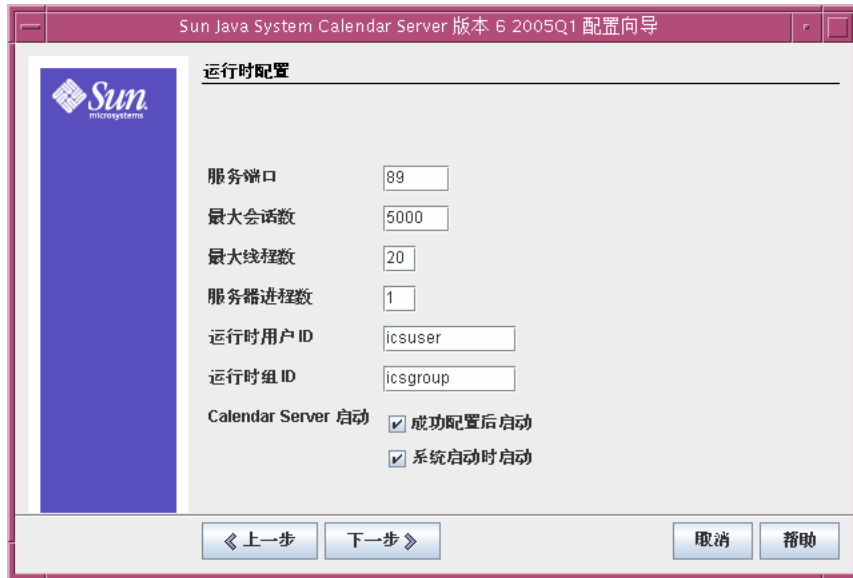 Sun Java System Calendar Server 版本 6 2005Q1 配置向导
Sun
microsystems
运行时配置
服务端口 89
最大会话数 5000
最大线程数 20
服务器进程数 1
运行时用户 ID icsuser
运行时组 ID icsgroup
Calendar Server 启动 成功配置后启动
系统启动时启动
上一步 下一步 取消 帮助